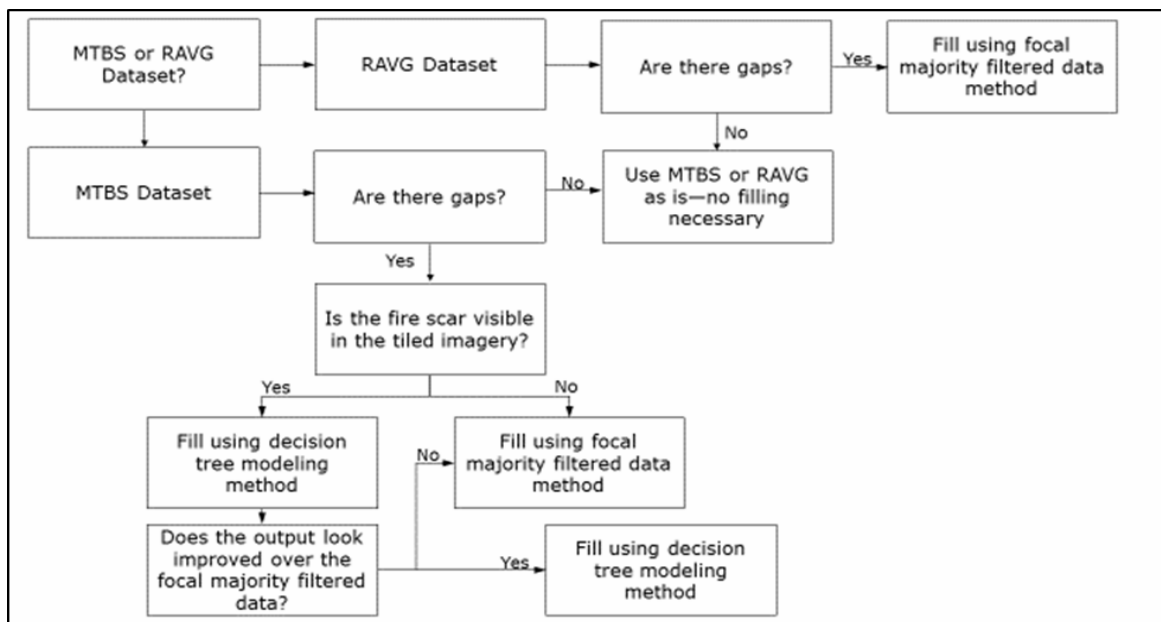 MTBS or RAVG
Dataset?
RAVG Dataset
Are there gaps?
Yes
Fill using focal
majority filtered data
method
No
MTBS Dataset
Are there gaps?
No
Use MTBS or RAVG
as is—no filling
necessary
Yes
Is the fire scar visible
in the tiled imagery?
Yes
No
Fill using decision
tree modeling
method
No
Fill using focal
majority filtered data
method
Does the output look
improved over the
focal majority filtered
data?
Yes
Fill using decision
tree modeling
method